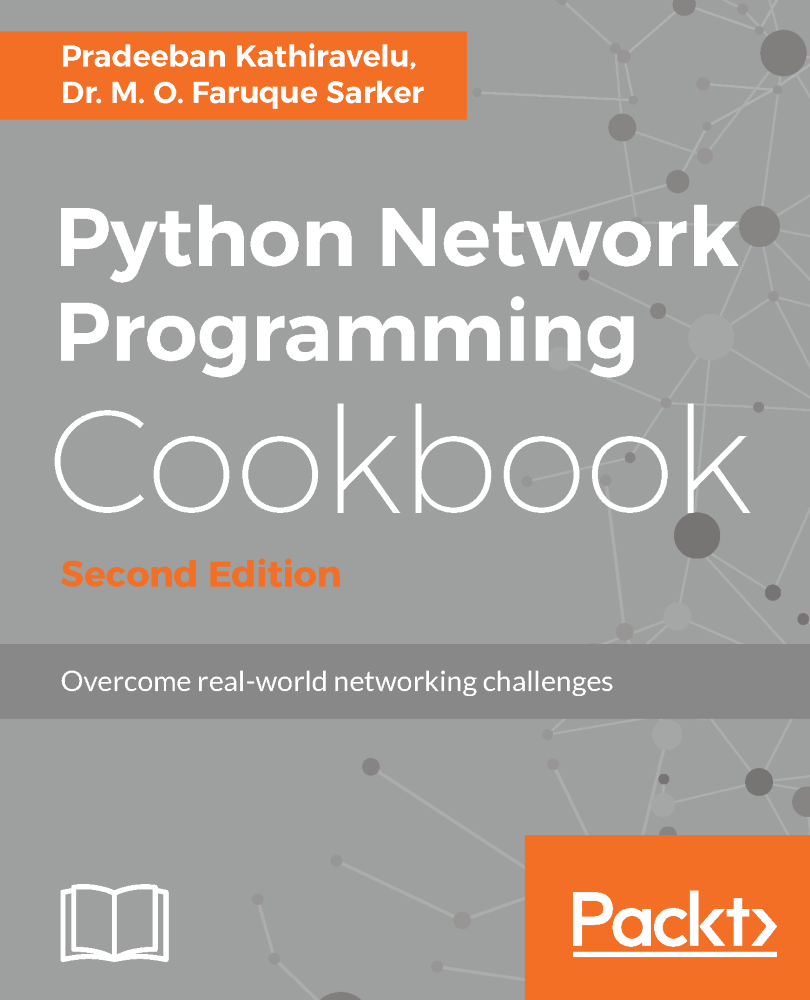 Pradeeban Kathiravelu,
Dr. M. O. Faruque Sarker
Python Network
Programming
Cookbook
Second Edition
Overcome real-world networking challenges
Packt>